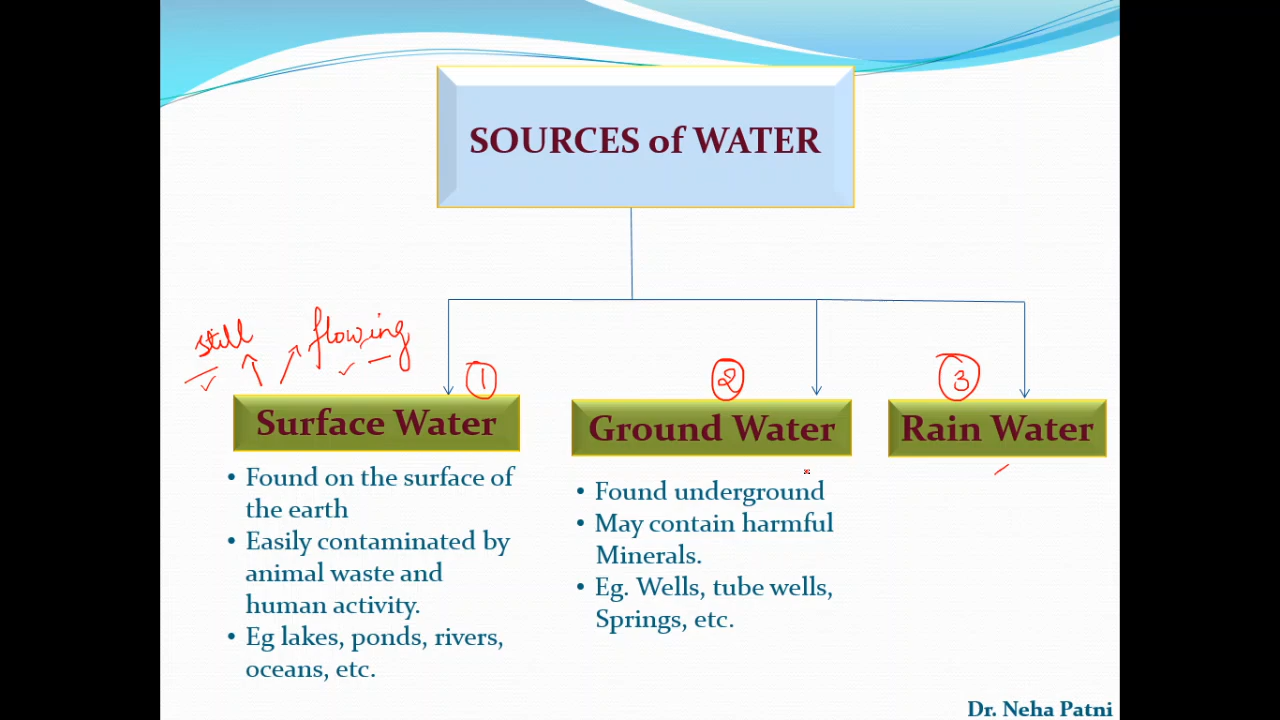 SOURCES of WATER
still flowing
1 2 3
Surface Water
• Found on the surface of
the earth
• Easily contaminated by
animal waste and
human activity.
• Eg lakes, ponds, rivers,
oceans, etc.
Ground Water
• Found underground
• May contain harmful
Minerals.
• Eg. Wells, tube wells,
Springs, etc.
Rain Water
Dr. Neha Patni